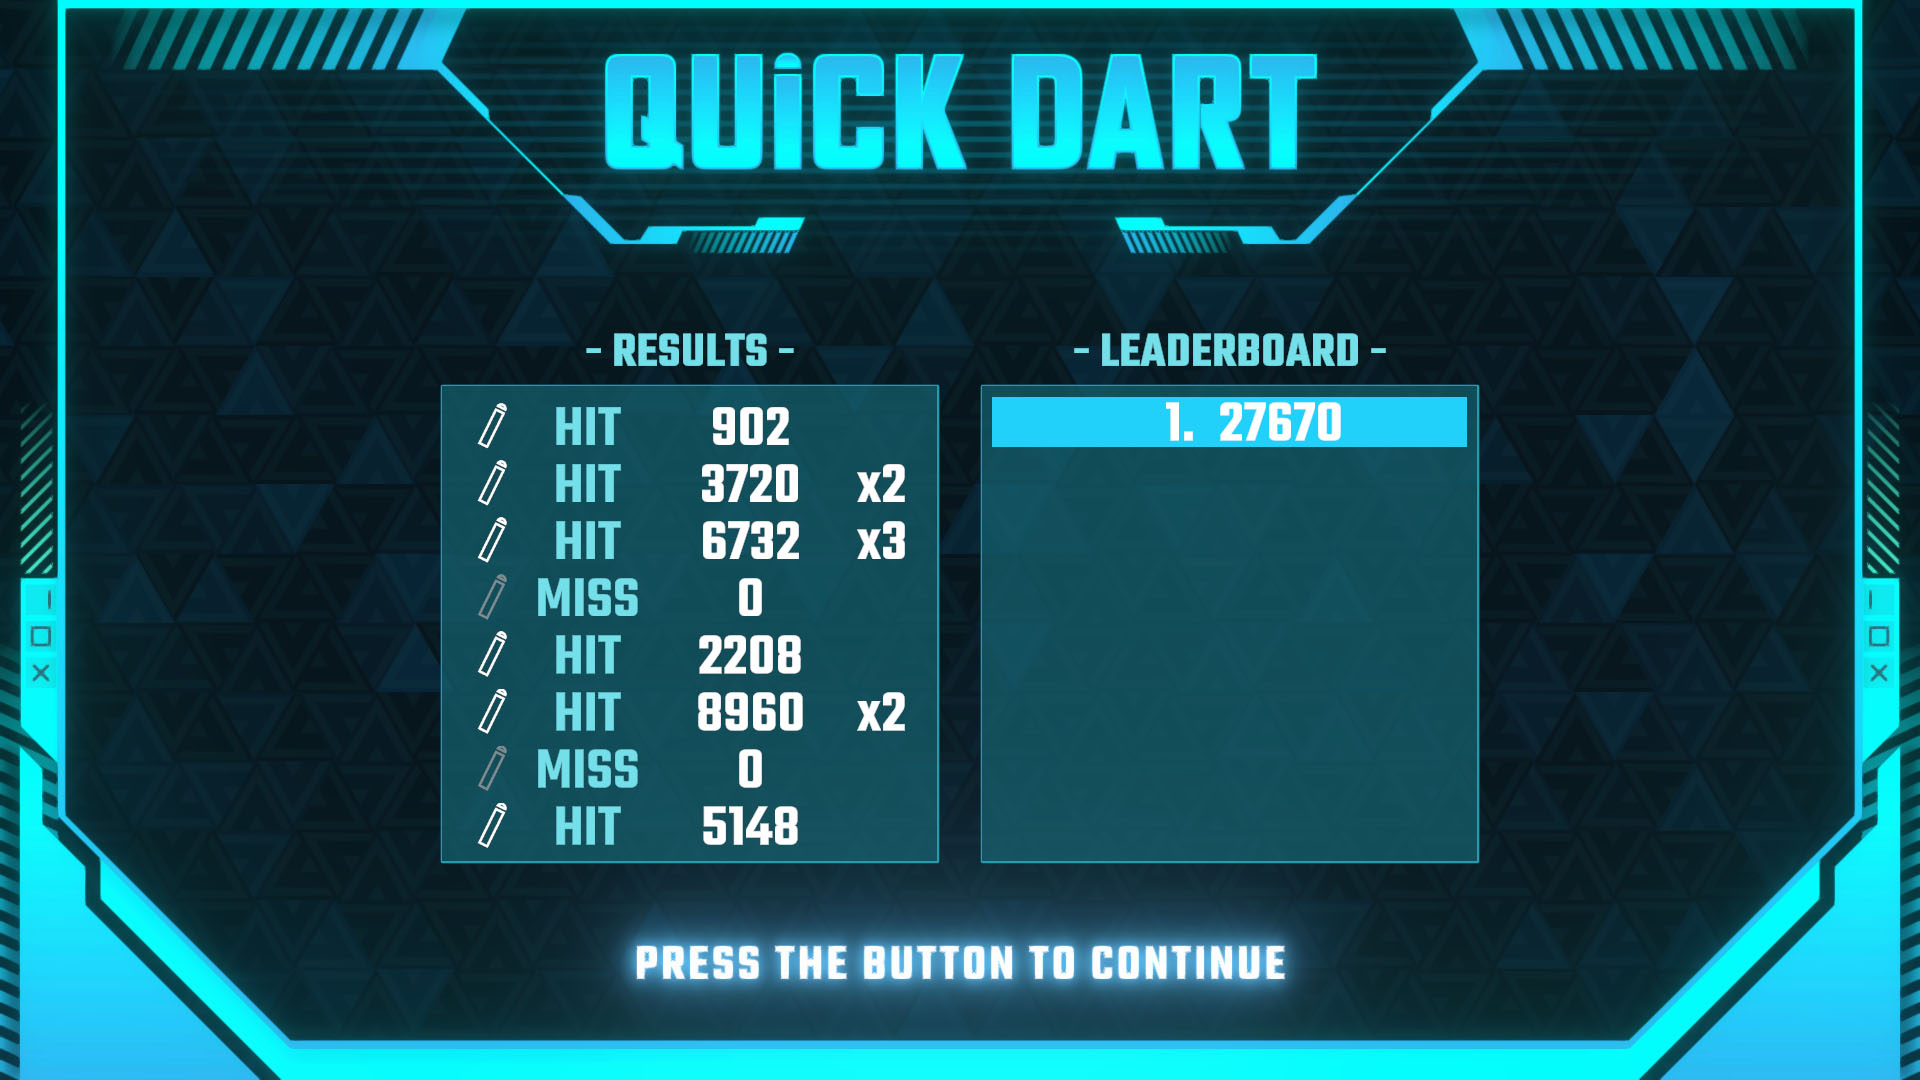 QUiCK DART
- RESULTS -
HIT 902
HIT 3720 x2
HIT 6732 x3
MISS 0
HIT 2208
HIT 8960 x2
MISS 0
HIT 5148
- LEADERBOARD -
1. 27670
PRESS THE BUTTON TO CONTINUE